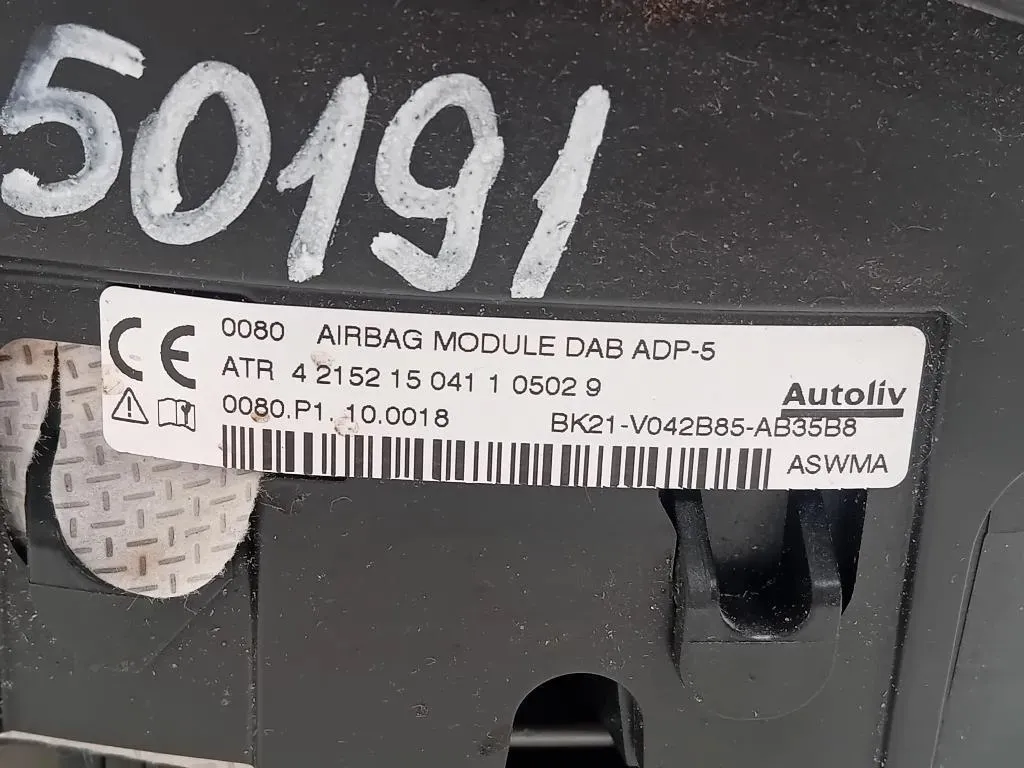 50191
CE 0080 AIRBAG MODULE DAB ADP-5
ATR 4 2152 15 041 1 0502 9
Autoliv
0080.P1. 10.0018 BK21-V042B85-AB35B8
ASWMA